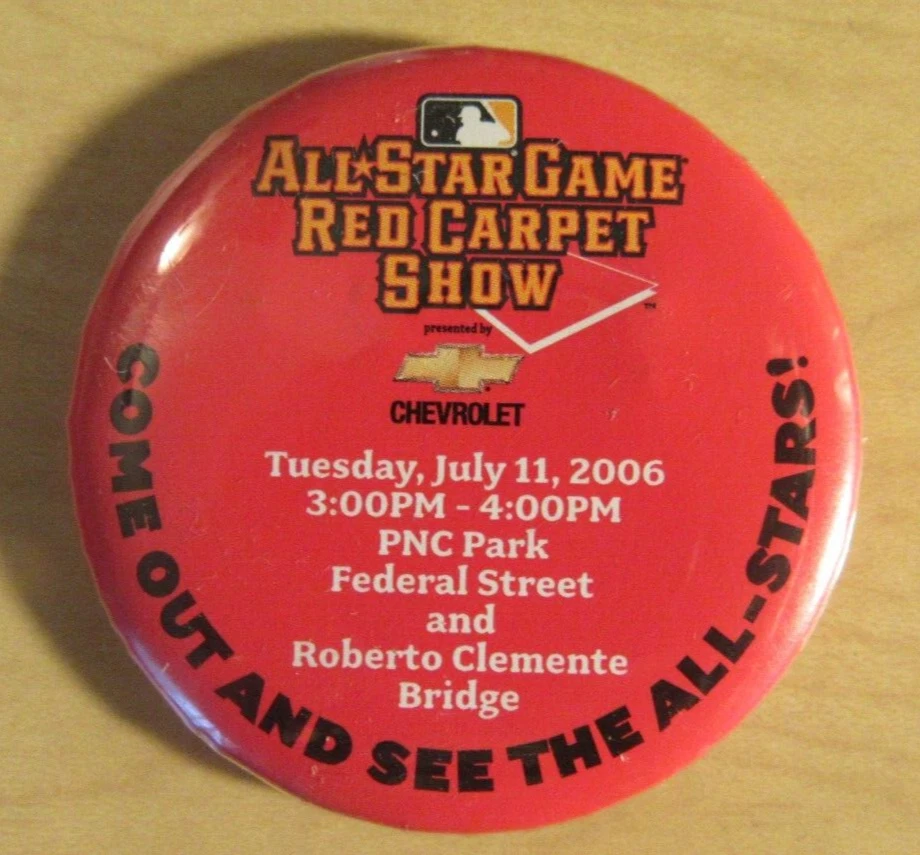 ALL★STAR GAME
RED CARPET
SHOW™
presented by
CHEVROLET
Tuesday, July 11, 2006
3:00PM - 4:00PM
PNC Park
Federal Street
and
Roberto Clemente
Bridge
COME OUT AND SEE THE ALL-STARS!